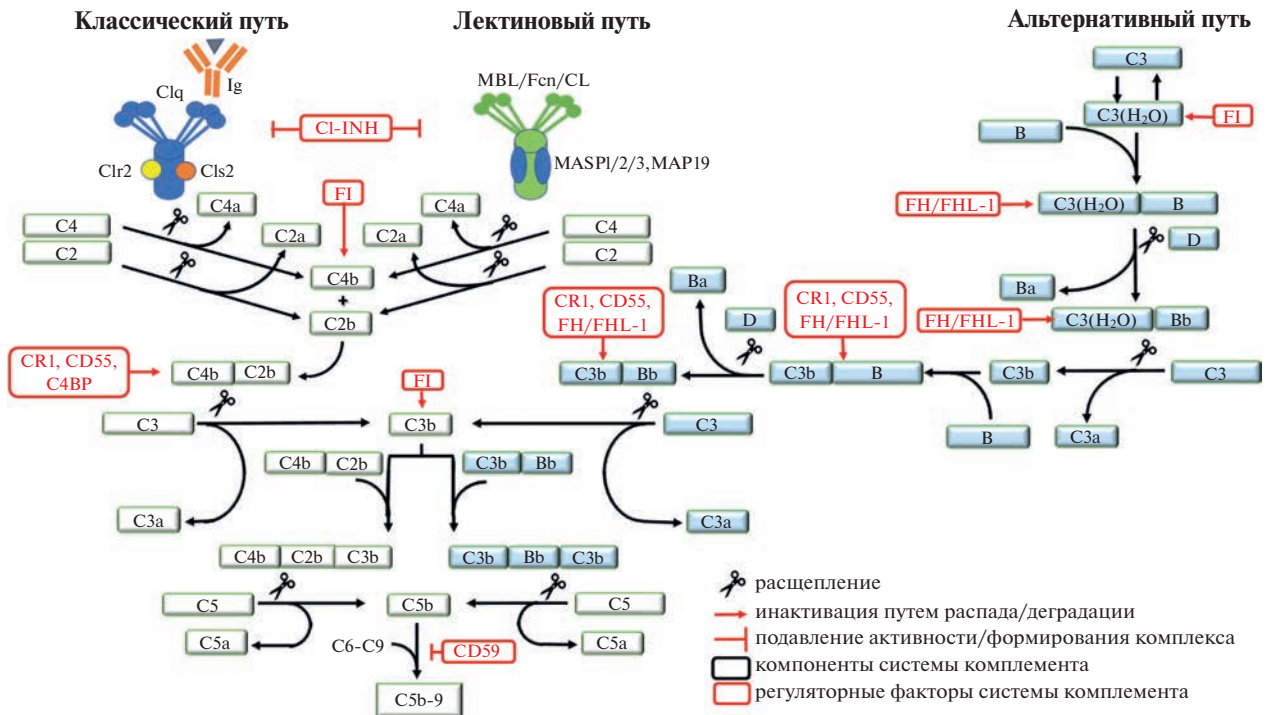 Классический путь
Лектиновый путь
Альтернативный путь
Ig
Clq
Clr2
Cls2
Cl-INH
MBL/Fcn/CL
MASPl/2/3,MAP19
C3
C3(H₂O)
FI
B
FH/FHL-1
C3(H₂O)
B
D
Ba
FH/FHL-1
C3(H₂O)
Bb
C4
C2
C4a
C2a
FI
C4b
+
C2b
C4a
C2a
C4
C2
CR1, CD55,
C4BP
C4b
C2b
CR1, CD55,
FH/FHL-1
Ba
D
CR1, CD55,
FH/FHL-1
C3b
Bb
C3b
B
C3b
C3
B
C3a
C3
FI
C3b
C3
C4b
C2b
C3b
Bb
C3a
C3a
C4b
C2b
C3b
C3b
Bb
C3b
C5
C5b
C5
C5a
C5a
C6-C9
CD59
C5b-9
расщепление
инактивация путем распада/деградации
подавление активности/формирования комплекса
компоненты системы комплемента
регуляторные факторы системы комплемента